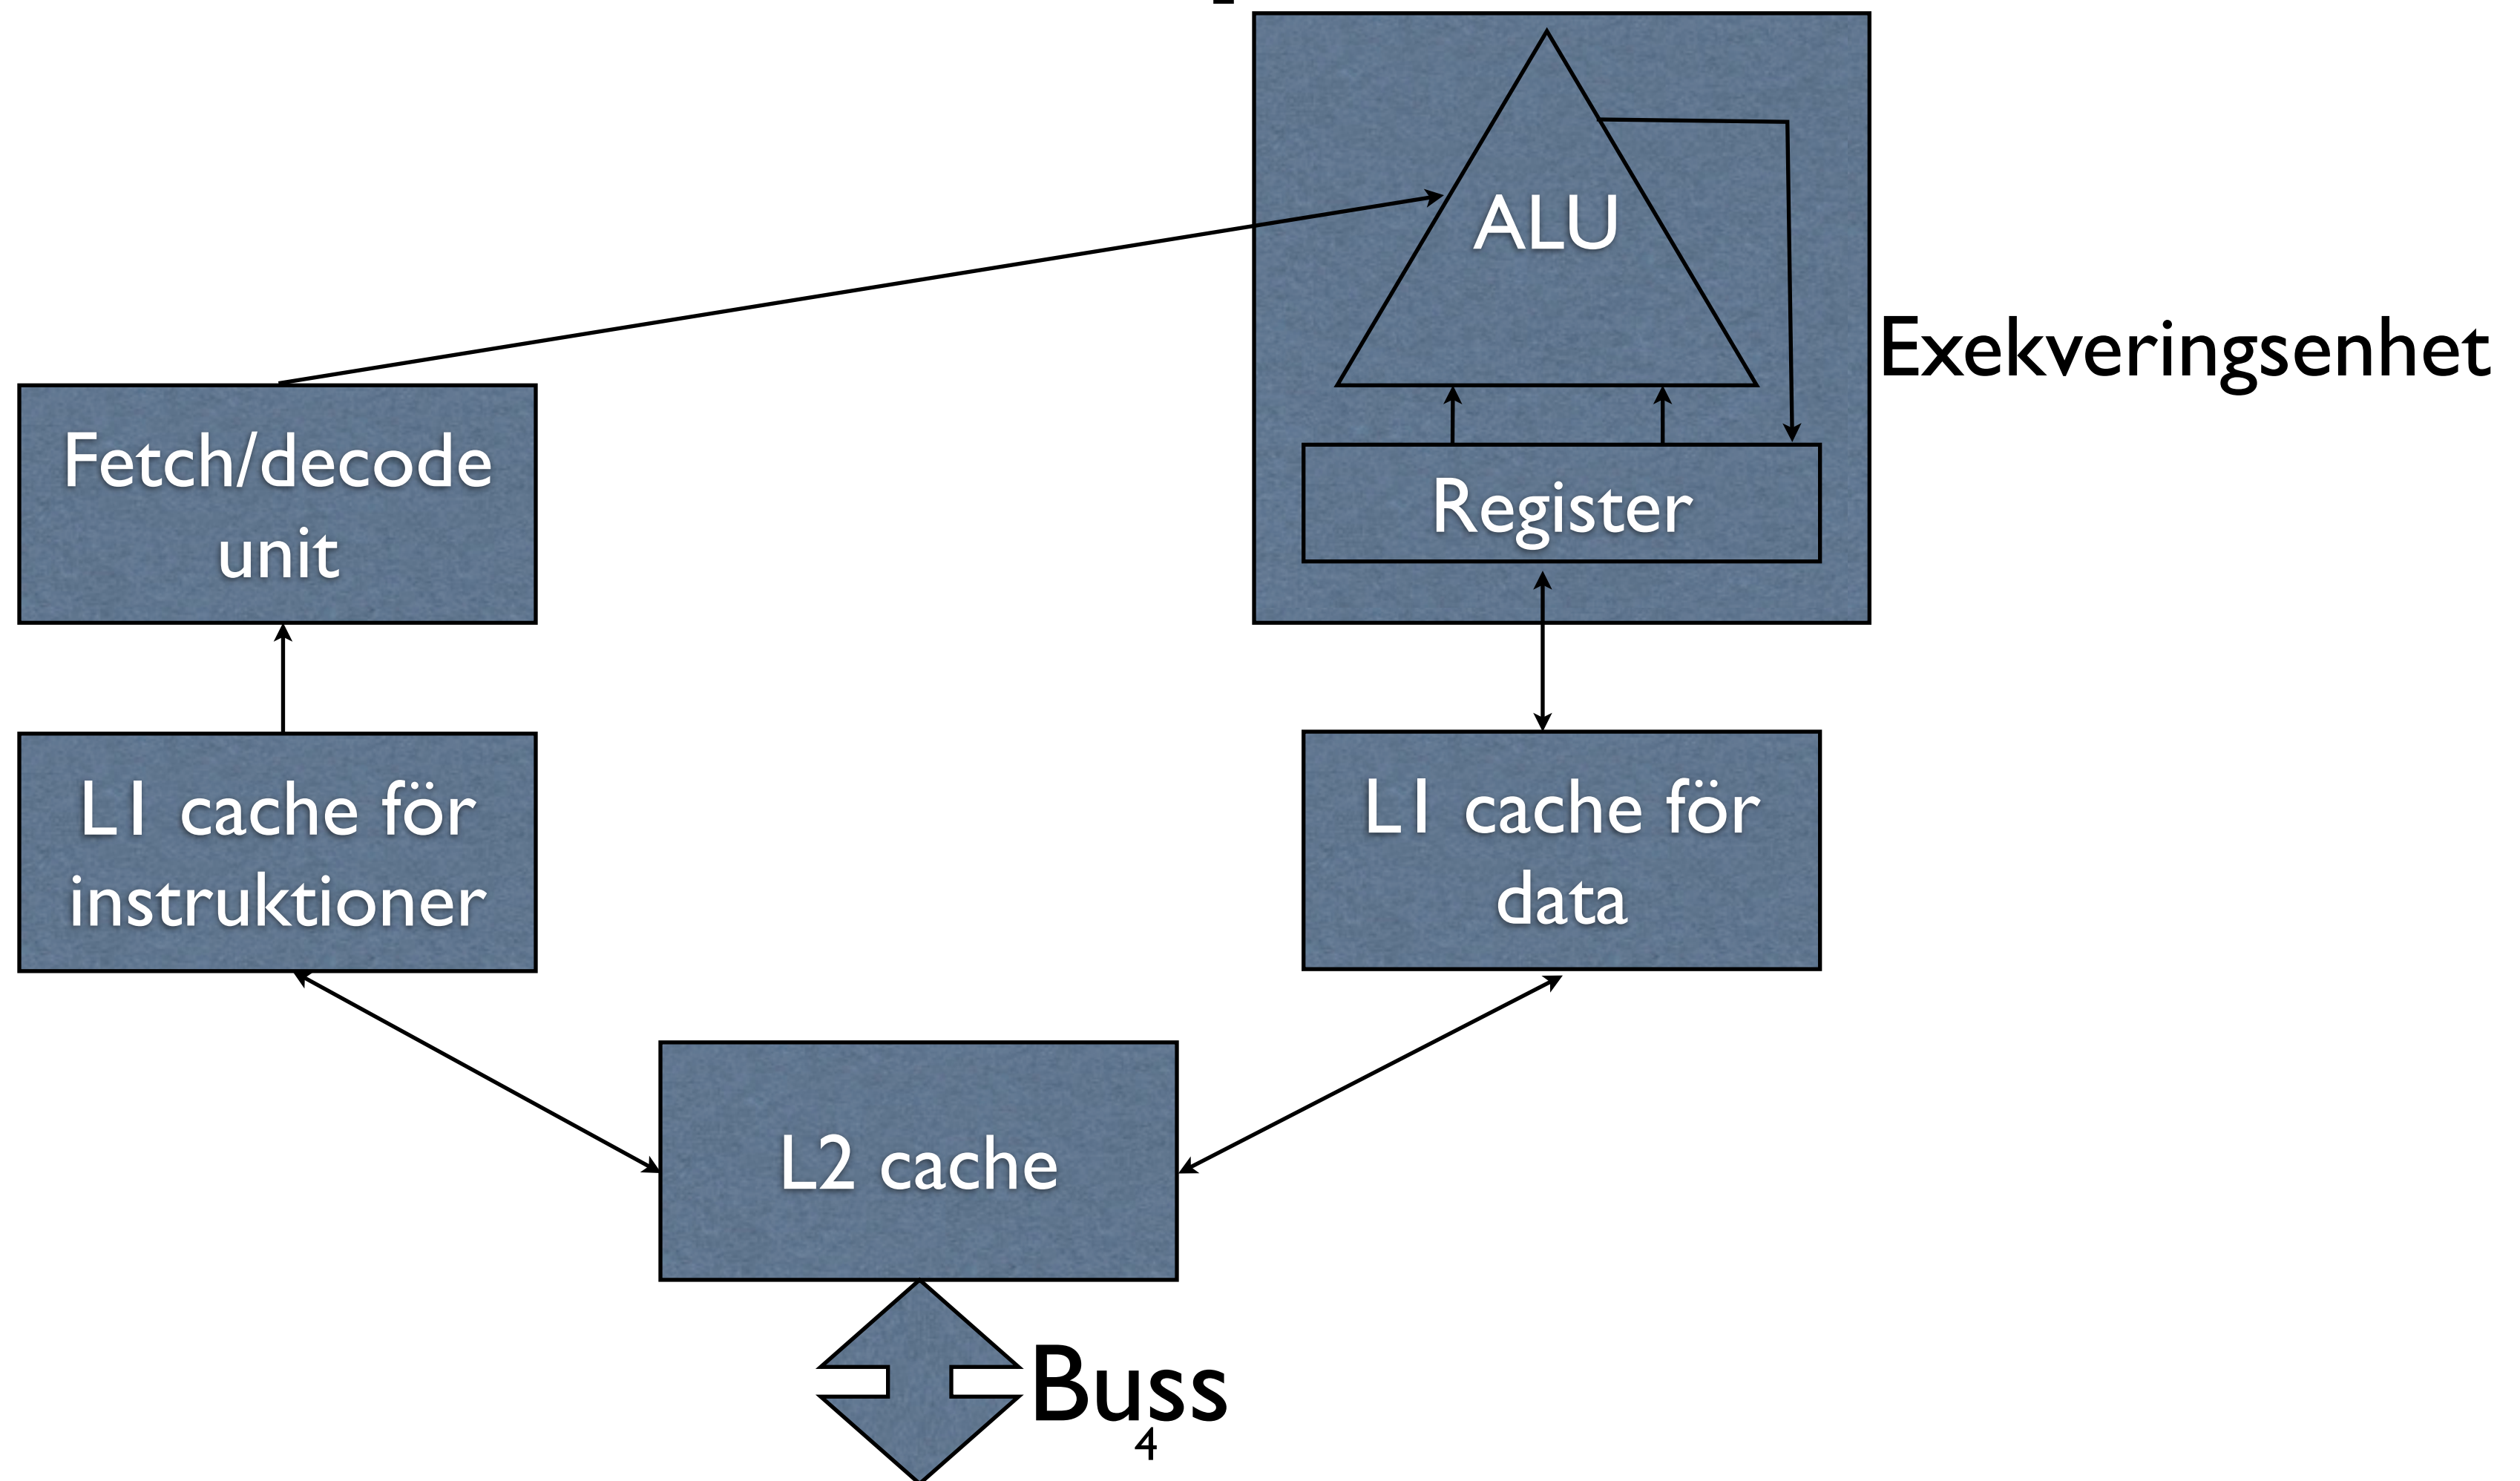 ALU
Exekveringsenhet
Fetch/decode
unit
Register
L1 cache för
instruktioner
L1 cache för
data
L2 cache
Buss
4